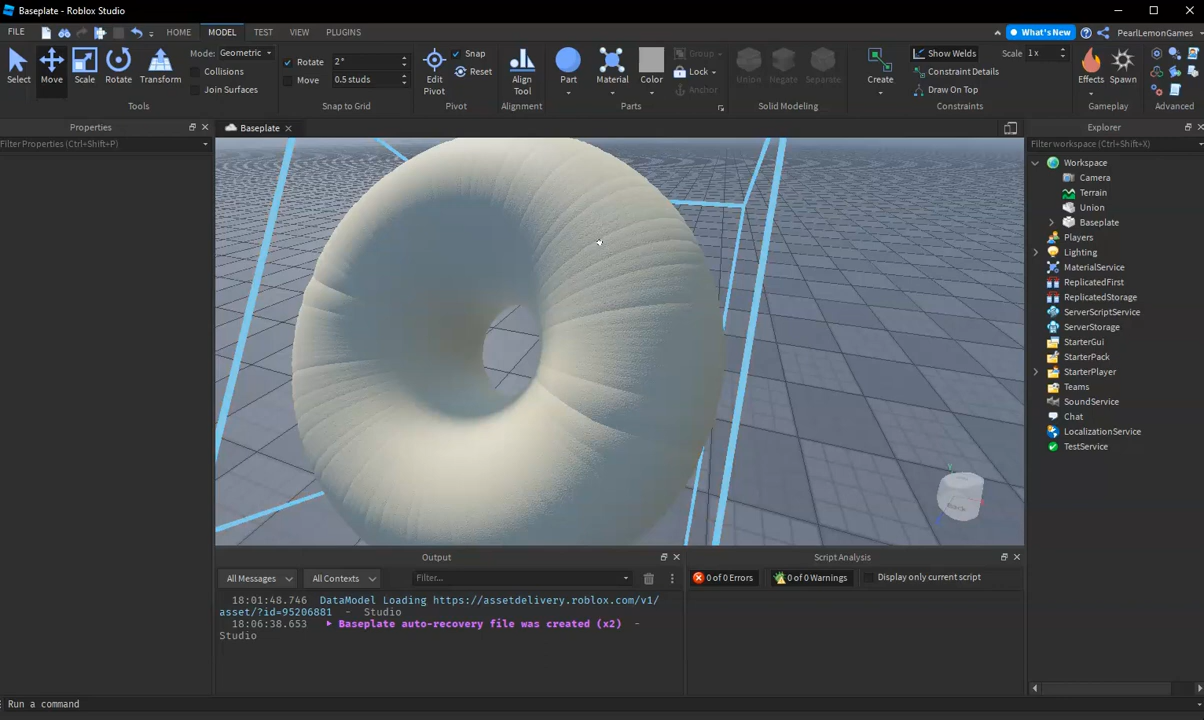 Baseplate - Roblox Studio
FILE HOME MODEL TEST VIEW PLUGINS What's New PearlLemonGames
Select Move Scale Rotate Transform
Mode: Geometric
Collisions
Join Surfaces
Tools
Rotate 2°
Move 0.5 studs
Snap to Grid
Edit Pivot
Snap
Reset
Pivot
Align Tool
Alignment
Part Material Color
Group
Lock
Anchor
Parts
Union Negate Separate
Solid Modeling
Create
Show Welds
Constraint Details
Draw On Top
Scale 1 x
Constraints
Effects Spawn
Gameplay
Advanced
Properties
Filter Properties (Ctrl+Shift+P)
Baseplate
Back
Explorer
Filter workspace (Ctrl+Shift+X)
Workspace
Camera
Terrain
Union
Baseplate
Players
Lighting
MaterialService
ReplicatedFirst
ReplicatedStorage
ServerScriptService
ServerStorage
StarterGui
StarterPack
StarterPlayer
Teams
SoundService
Chat
LocalizationService
TestService
Output
All Messages All Contexts Filter...
18:01:48.746 DataModel Loading https://assetdelivery.roblox.com/v1/
asset/?id=95206881 - Studio
18:06:38.653 Baseplate auto-recovery file was created (x2) -
Studio
Script Analysis
0 of 0 Errors 0 of 0 Warnings Display only current script
Run a command